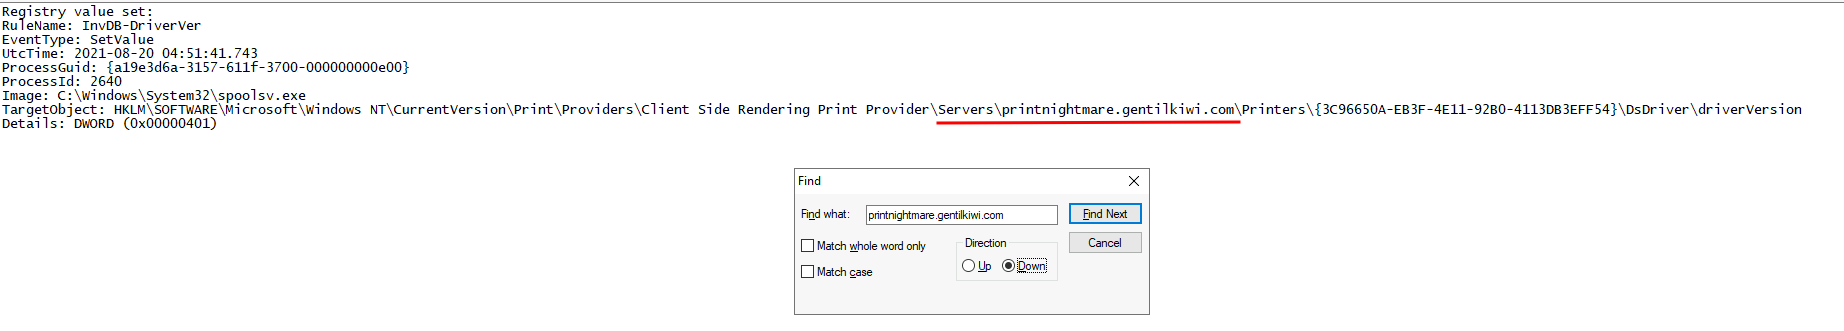 Registry value set:
RuleName: InvDB-DriverVer
EventType: SetValue
UtcTime: 2021-08-20 04:51:41.743
ProcessGuid: {a19e3d6a-3157-611f-3700-000000000e00}
ProcessId: 2640
Image: C:\Windows\System32\spoolsv.exe
TargetObject: HKLM\SOFTWARE\Microsoft\Windows NT\CurrentVersion\Print\Providers\Client Side Rendering Print Provider\Servers\printnightmare.gentilkiwi.com\Printers\{3C96650A-EB3F-4E11-92B0-4113DB3EFF54}\DsDriver\driverVersion
Details: DWORD (0x00000401)
Find
Find what: printnightmare.gentilkiwi.com Find Next
Match whole word only Direction Cancel
Match case Up Down